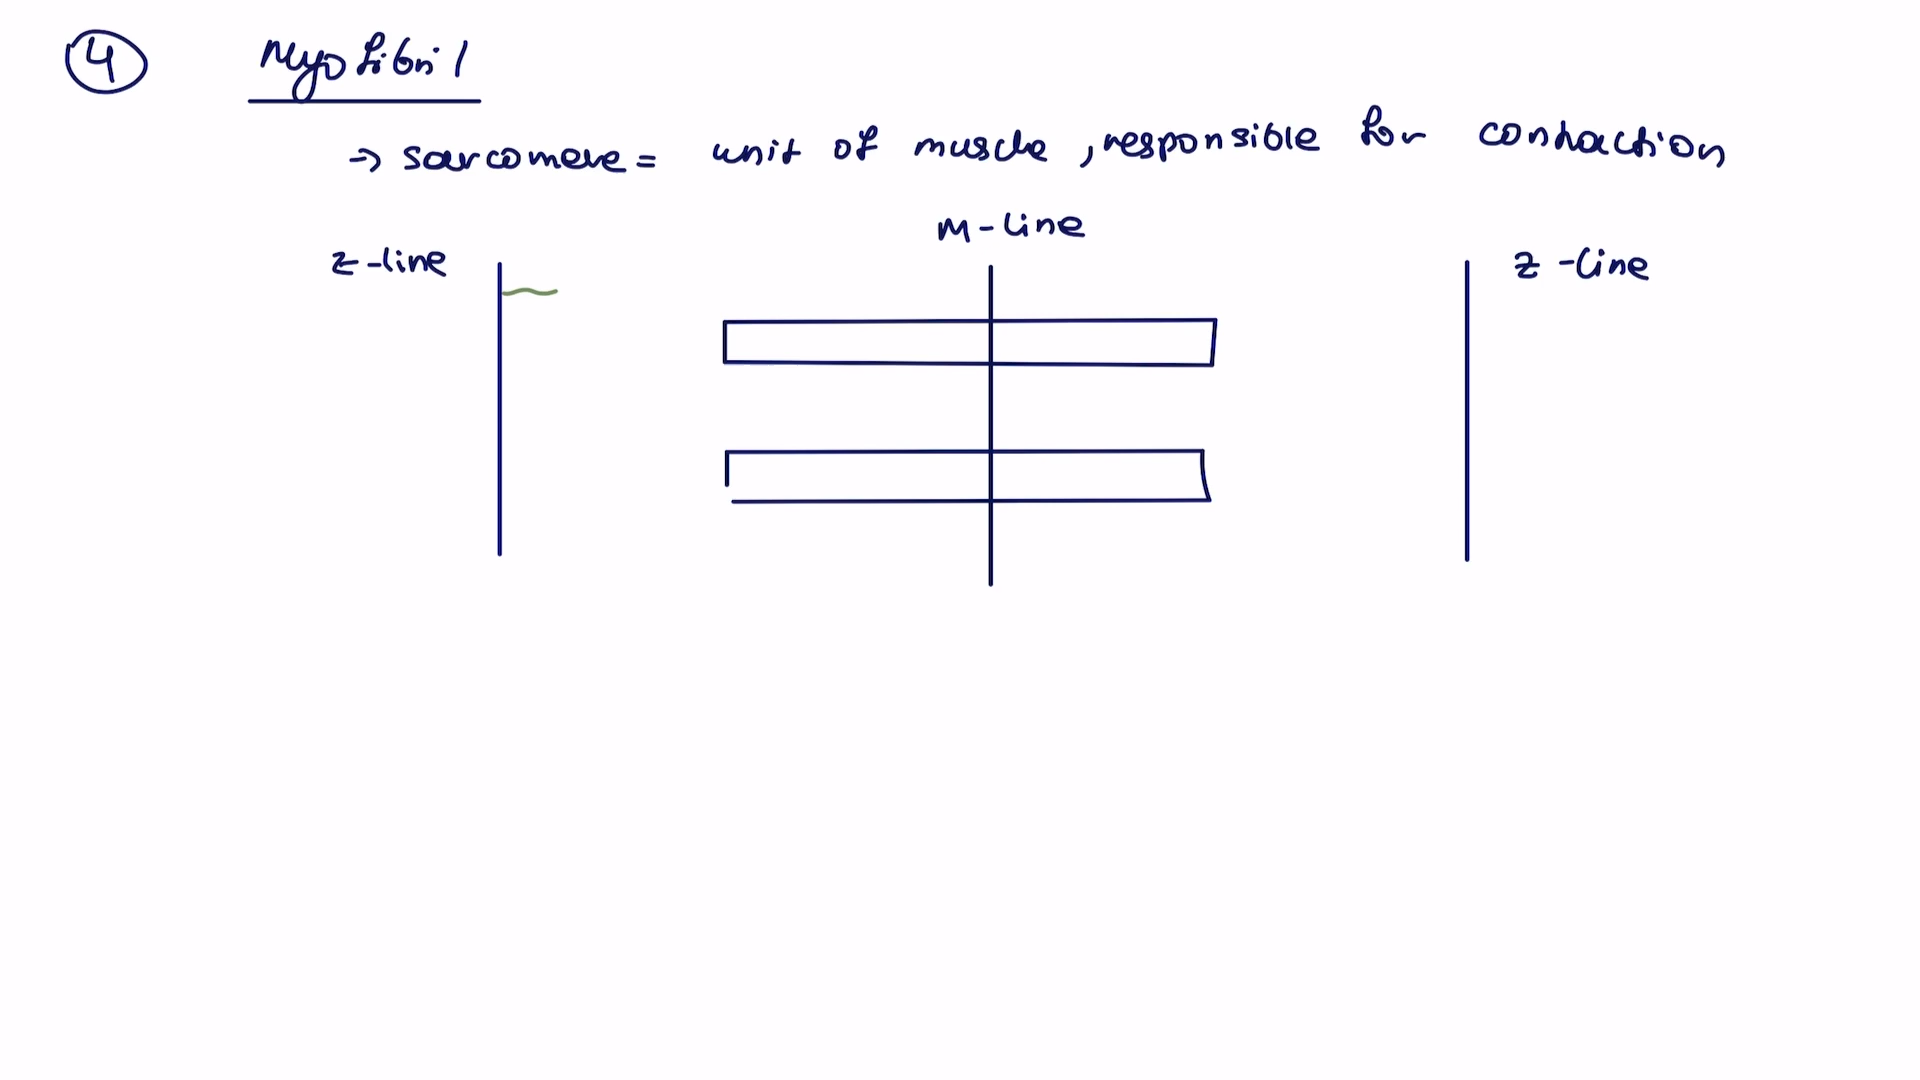 4 Myofibril
→ sarcomere = unit of muscle, responsible for contraction
M-line
Z-line Z-line